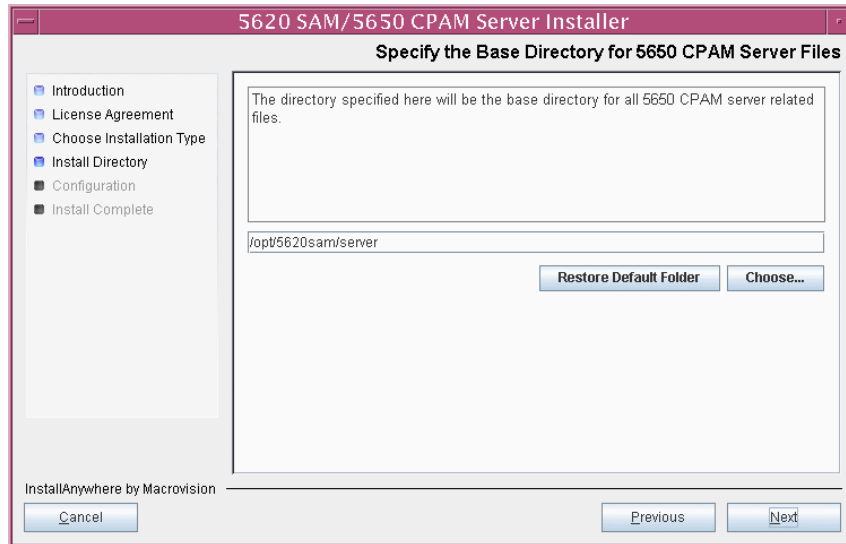 5620 SAM/5650 CPAM Server Installer
Specify the Base Directory for 5650 CPAM Server Files
Introduction
License Agreement
Choose Installation Type
Install Directory
Configuration
Install Complete
The directory specified here will be the base directory for all 5650 CPAM server related
files.
/opt/5620sam/server
Restore Default Folder
Choose...
InstallAnywhere by Macrovision
Cancel
Previous
Next